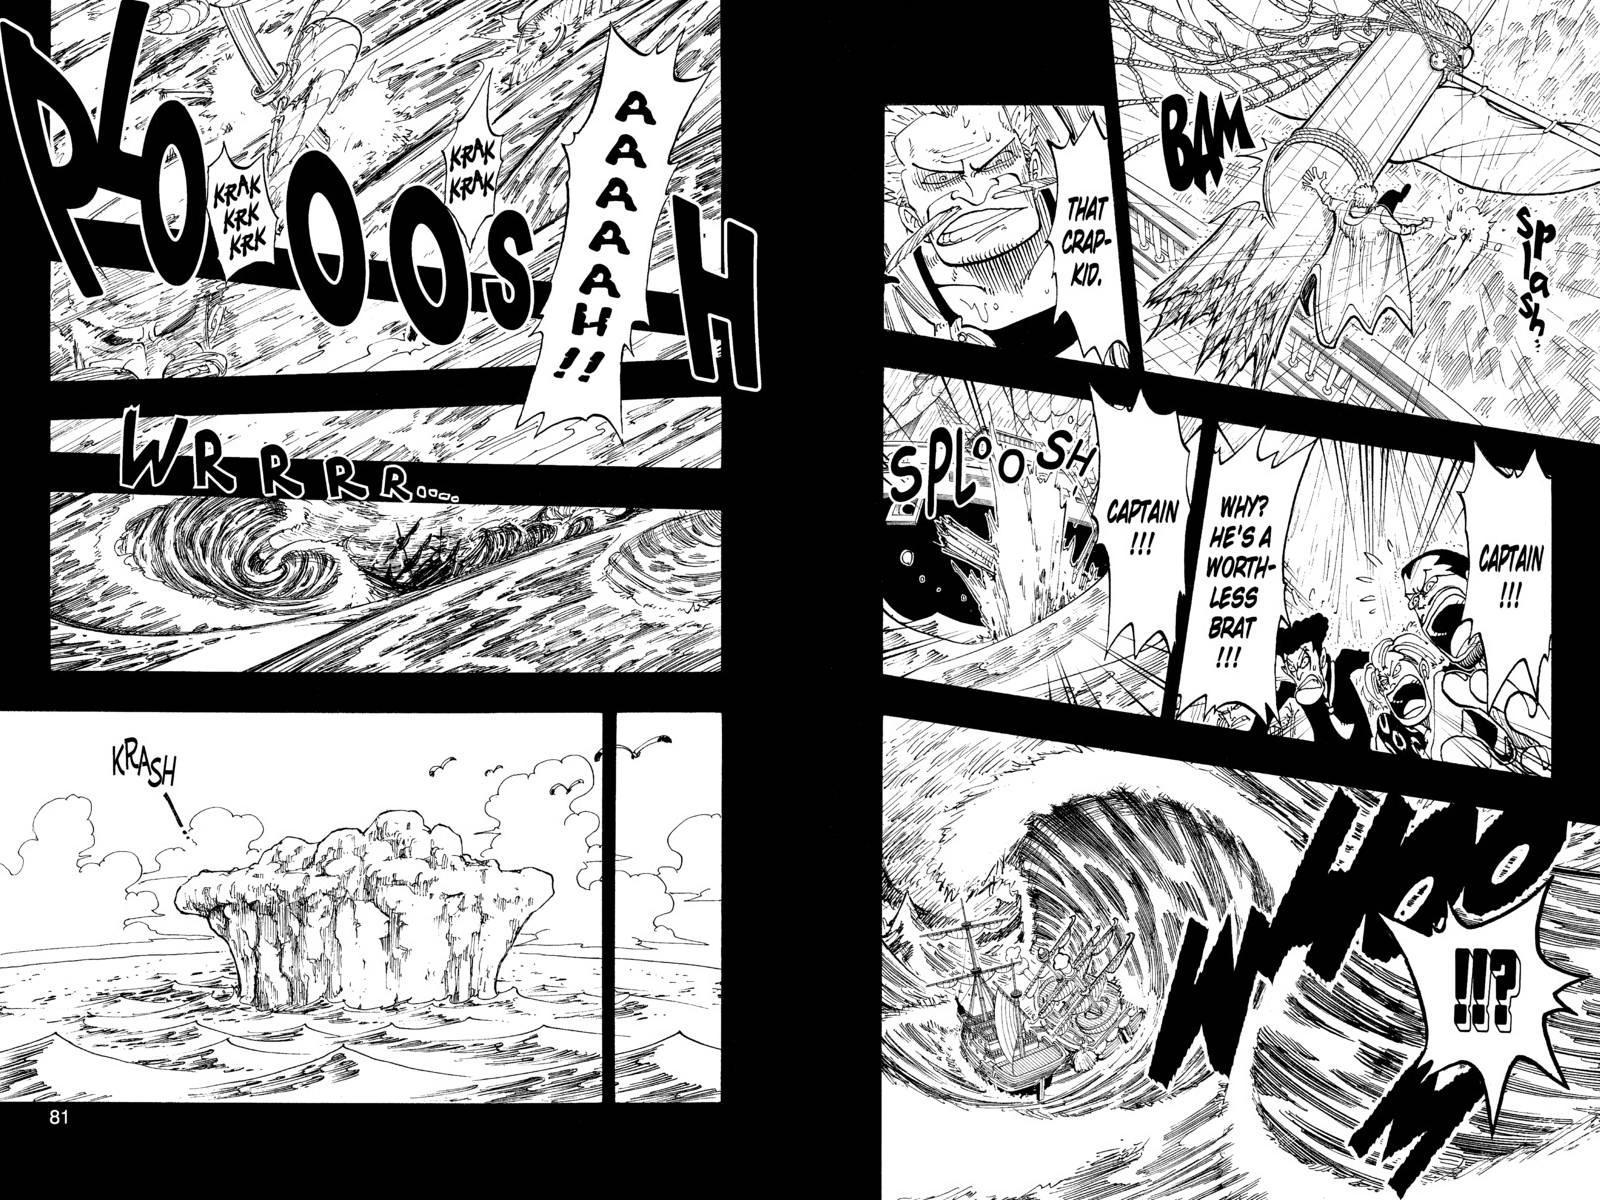 BAM
Splash..
THAT
CRAP-
KID.
CAPTAIN
!!!
WHY?
HE'S A
WORTH-
LESS
BRAT
!!!
CAPTAIN
!!!
SPLOOSH
WHOOM
!!!?
AAAAAAH!!
KRAK
KRAK
KRAK
KRK
KRK
PLOOOOSH
WRRRR....
KRASH
81